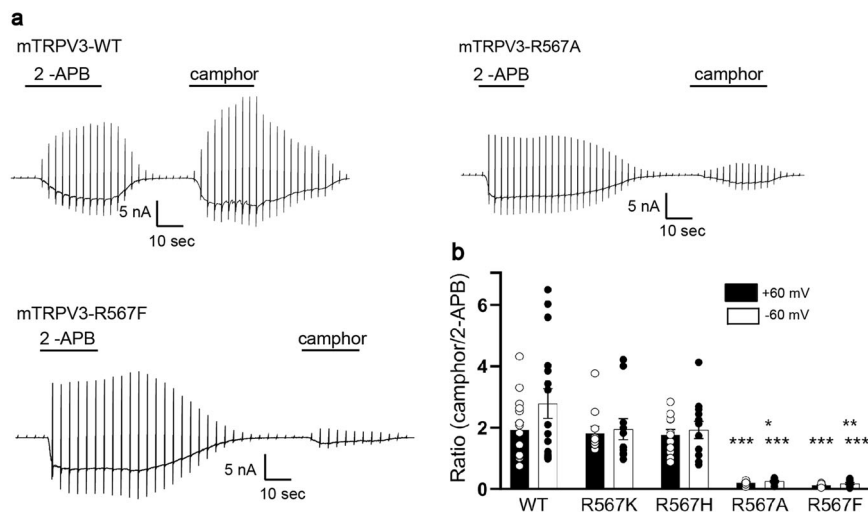 a
mTRPV3-WT
2 -APB
camphor
5 nA
10 sec
mTRPV3-R567A
2 -APB
camphor
5 nA
10 sec
mTRPV3-R567F
2 -APB
camphor
5 nA
10 sec
b
Ratio (camphor/2-APB)
6
4
2
0
+60 mV
-60 mV
* **
*** *** *** ***
WT R567K R567H R567A R567F